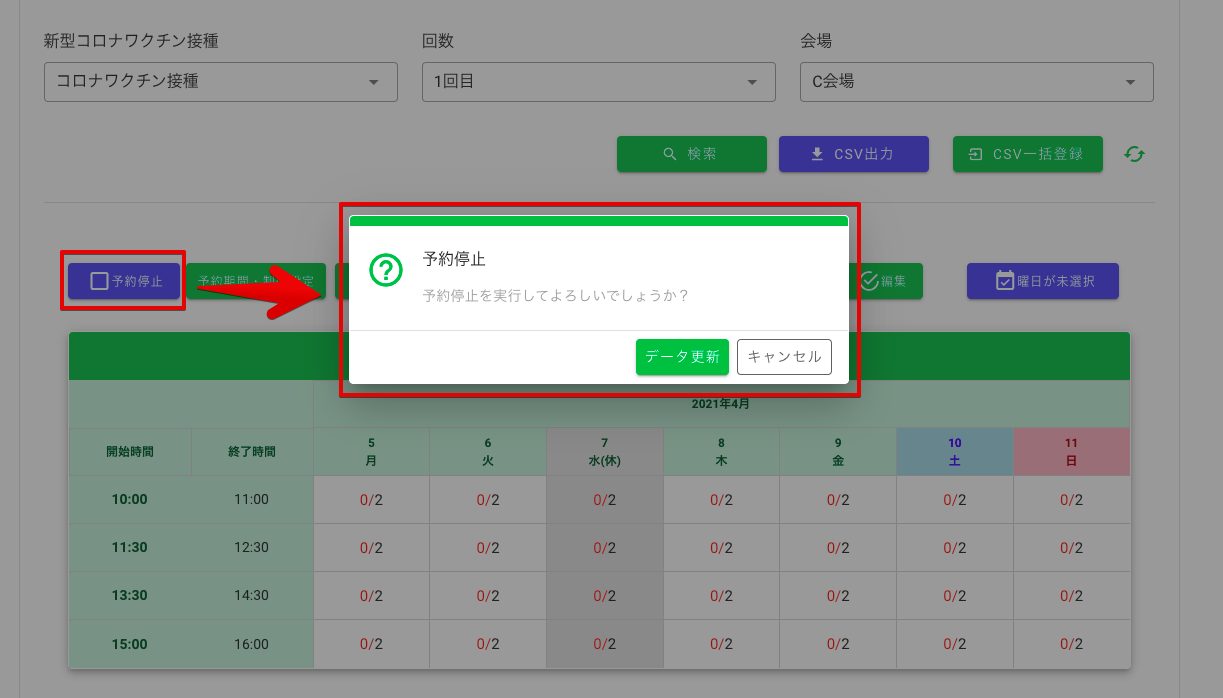 新型コロナワクチン接種 回数 会場
コロナワクチン接種 1回目 C会場
検索 CSV出力 CSV一括登録
予約停止
予約停止 編集 曜日が未選択
予約停止を実行してよろしいでしょうか？
データ更新 キャンセル
2021年4月
開始時間 終了時間 5 6 7 8 9 10 11
月 火 水(休) 木 金 土 日
10:00 11:00 0/2 0/2 0/2 0/2 0/2 0/2 0/2
11:30 12:30 0/2 0/2 0/2 0/2 0/2 0/2 0/2
13:30 14:30 0/2 0/2 0/2 0/2 0/2 0/2 0/2
15:00 16:00 0/2 0/2 0/2 0/2 0/2 0/2 0/2